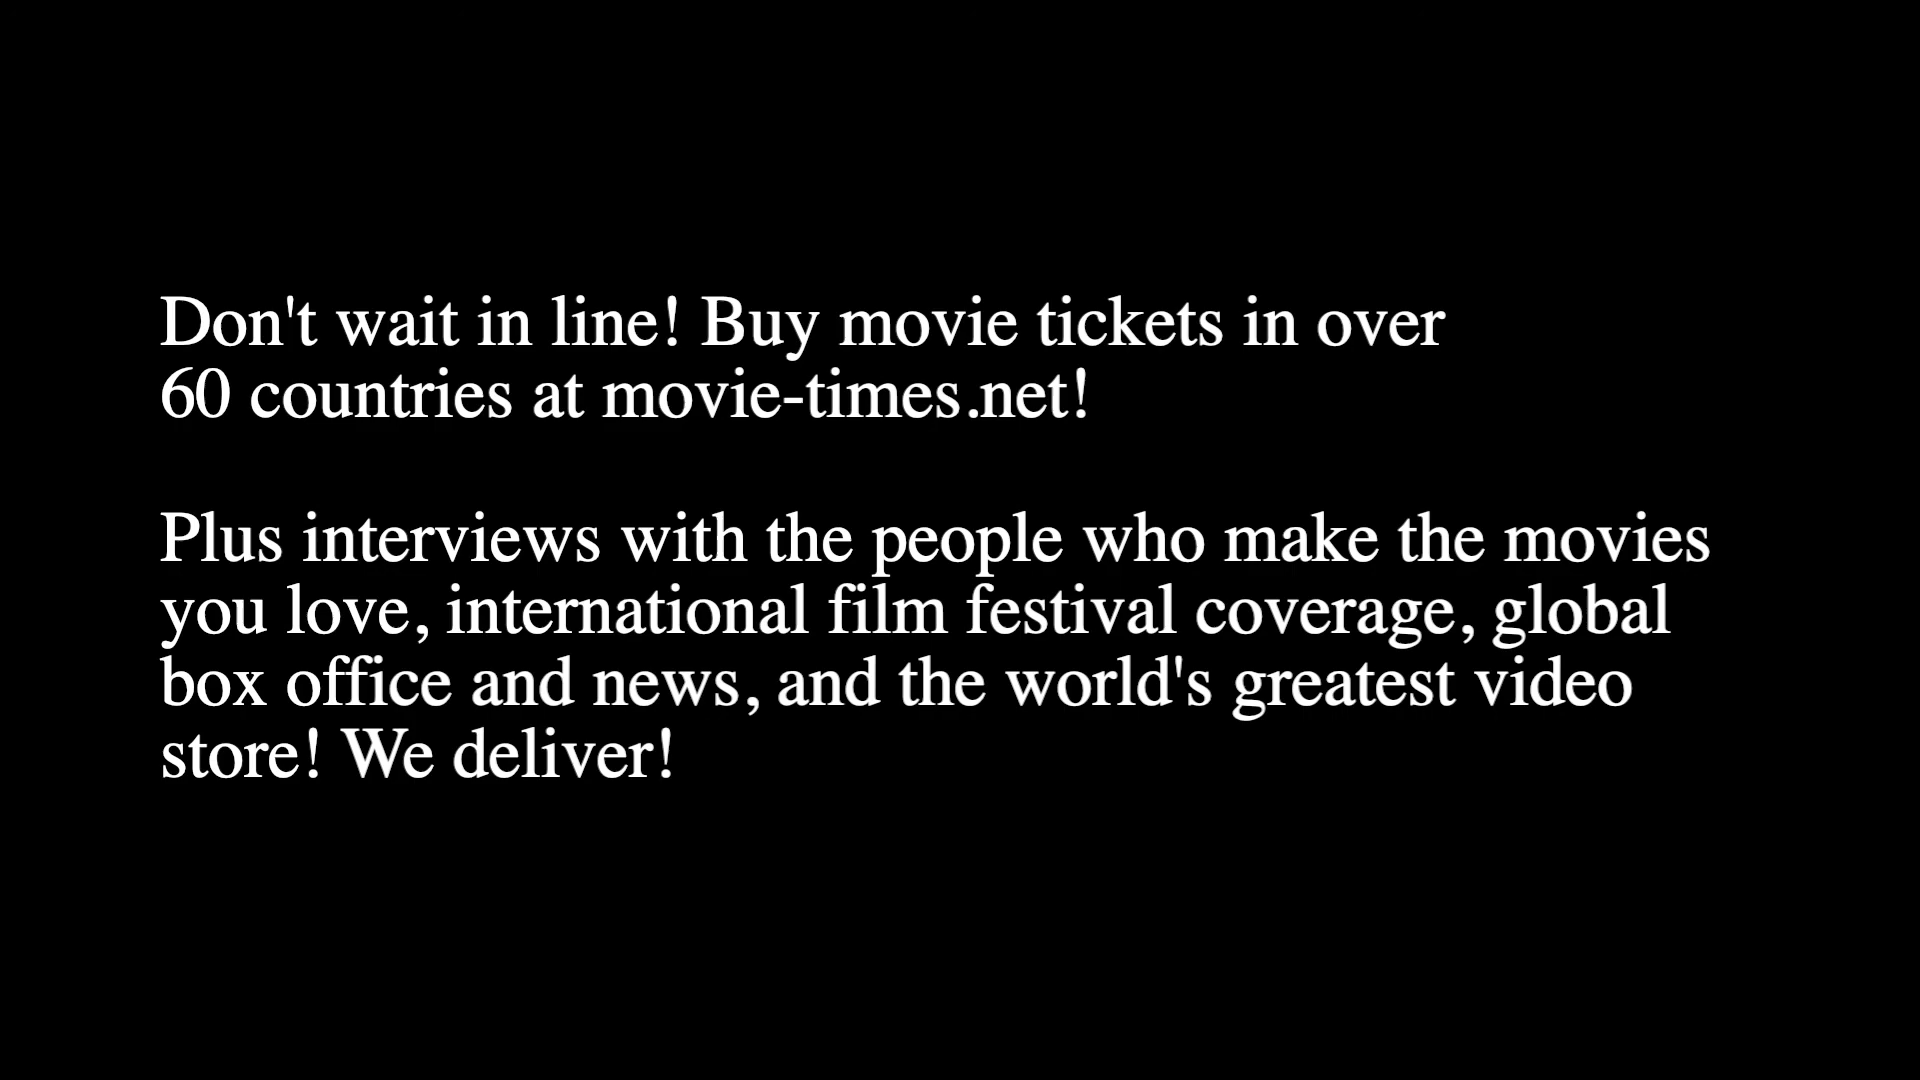 Don't wait in line! Buy movie tickets in over
60 countries at movie-times.net!
Plus interviews with the people who make the movies
you love, international film festival coverage, global
box office and news, and the world's greatest video
store! We deliver!